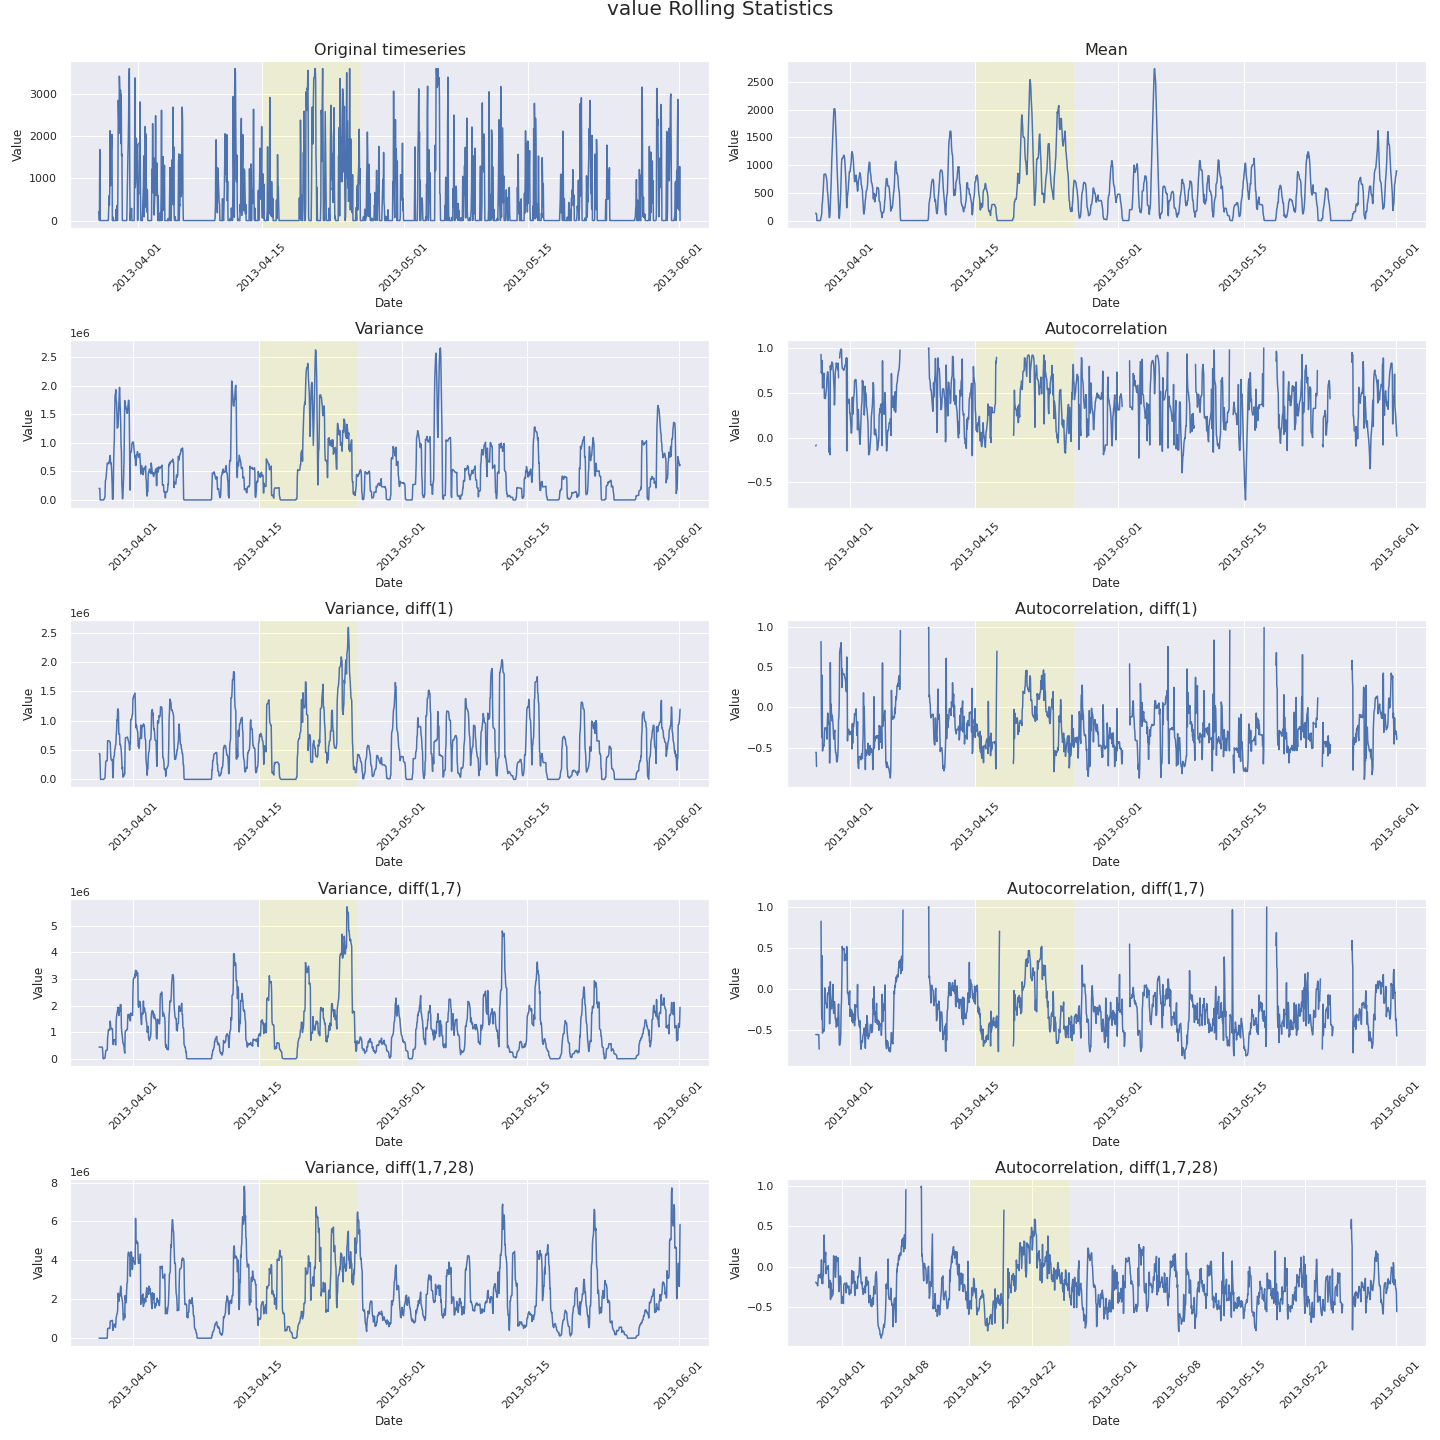 value Rolling Statistics
Original timeseries
Value
3000
2000
1000
0
2013-04-01
2013-04-15
2013-05-01
2013-05-15
2013-06-01
Date
Mean
Value
2500
2000
1500
1000
500
0
2013-04-01
2013-04-15
2013-05-01
2013-05-15
2013-06-01
Date
Variance
1e6
Value
2.5
2.0
1.5
1.0
0.5
0.0
2013-04-01
2013-04-15
2013-05-01
2013-05-15
2013-06-01
Date
Autocorrelation
Value
1.0
0.5
0.0
−0.5
2013-04-01
2013-04-15
2013-05-01
2013-05-15
2013-06-01
Date
Variance, diff(1)
1e6
Value
2.5
2.0
1.5
1.0
0.5
0.0
2013-04-01
2013-04-15
2013-05-01
2013-05-15
2013-06-01
Date
Autocorrelation, diff(1)
Value
1.0
0.5
0.0
−0.5
2013-04-01
2013-04-15
2013-05-01
2013-05-15
2013-06-01
Date
Variance, diff(1,7)
1e6
Value
5
4
3
2
1
0
2013-04-01
2013-04-15
2013-05-01
2013-05-15
2013-06-01
Date
Autocorrelation, diff(1,7)
Value
1.0
0.5
0.0
−0.5
2013-04-01
2013-04-15
2013-05-01
2013-05-15
2013-06-01
Date
Variance, diff(1,7,28)
1e6
Value
8
6
4
2
0
2013-04-01
2013-04-15
2013-05-01
2013-05-15
2013-06-01
Date
Autocorrelation, diff(1,7,28)
Value
1.0
0.5
0.0
−0.5
2013-04-01
2013-04-08
2013-04-15
2013-04-22
2013-05-01
2013-05-08
2013-05-15
2013-05-22
2013-06-01
Date